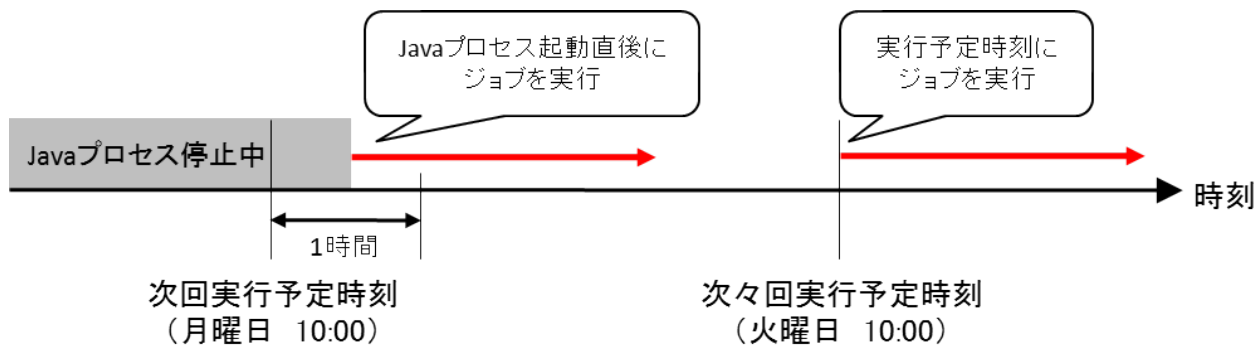 Javaプロセス起動直後に
ジョブを実行
実行予定時刻に
ジョブを実行
Javaプロセス停止中
時刻
1時間
次回実行予定時刻
（月曜日　10:00）
次々回実行予定時刻
（火曜日　10:00）